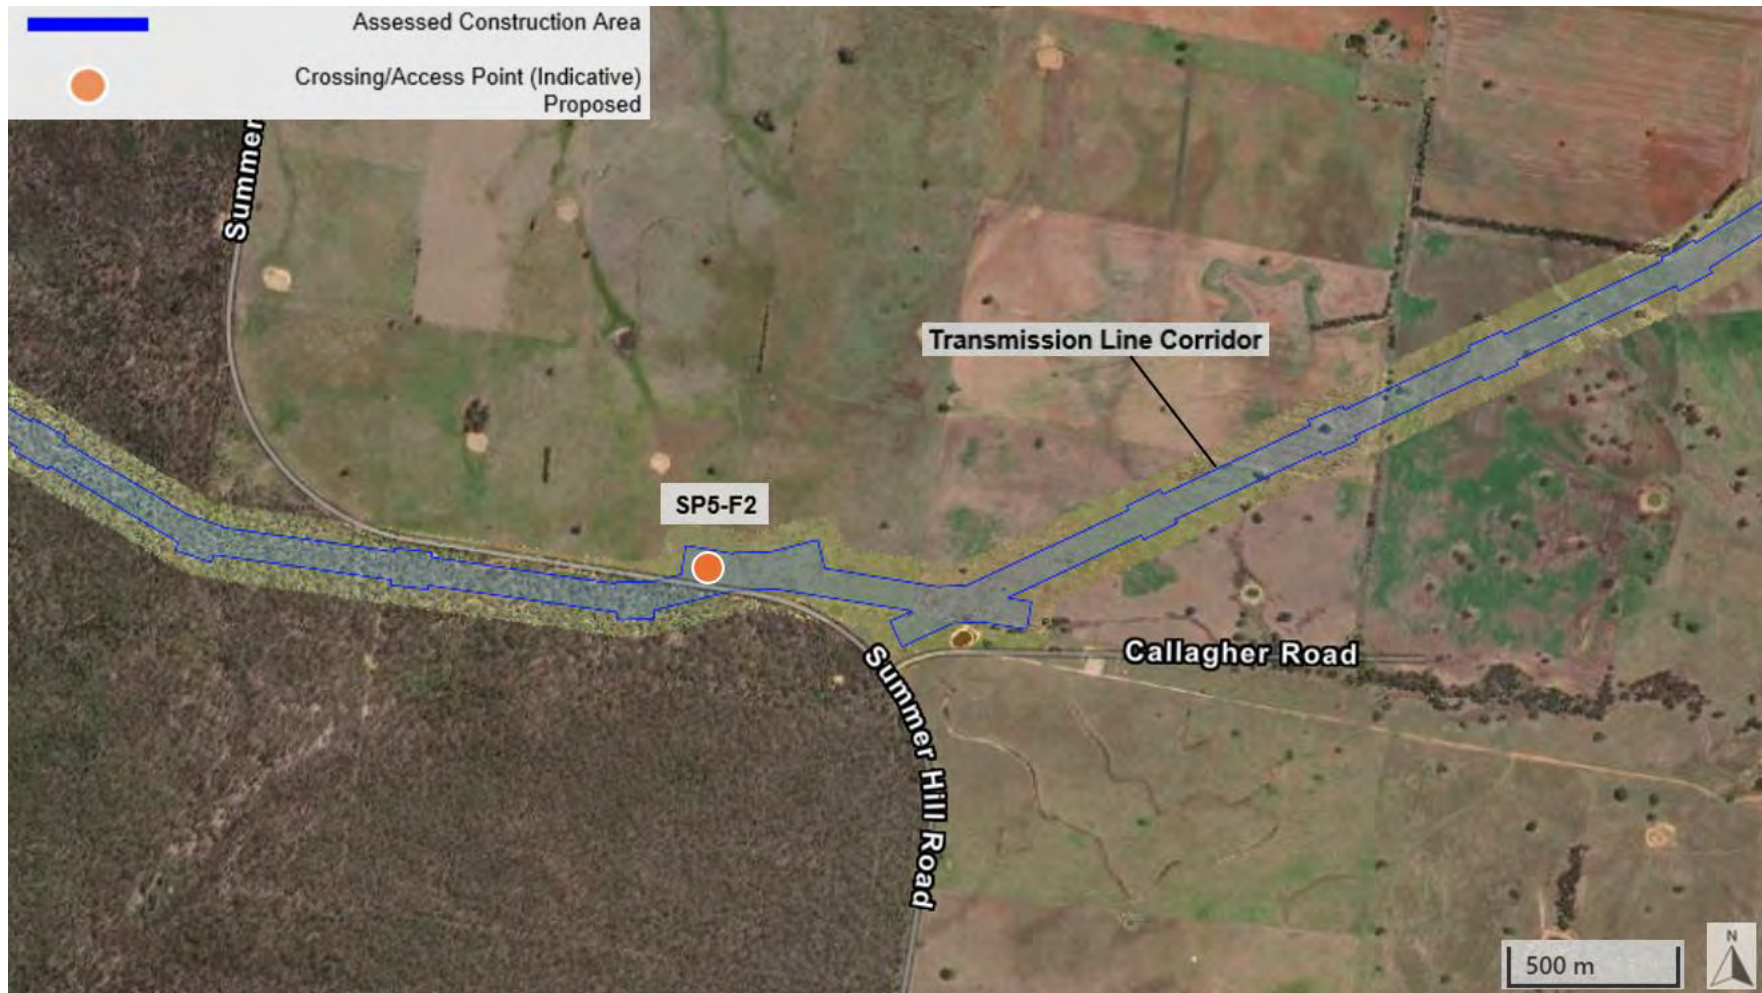 Assessed Construction Area
Crossing/Access Point (Indicative)
Proposed
Summer
Transmission Line Corridor
SP5-F2
Callagher Road
Summer Hill Road
500 m
N